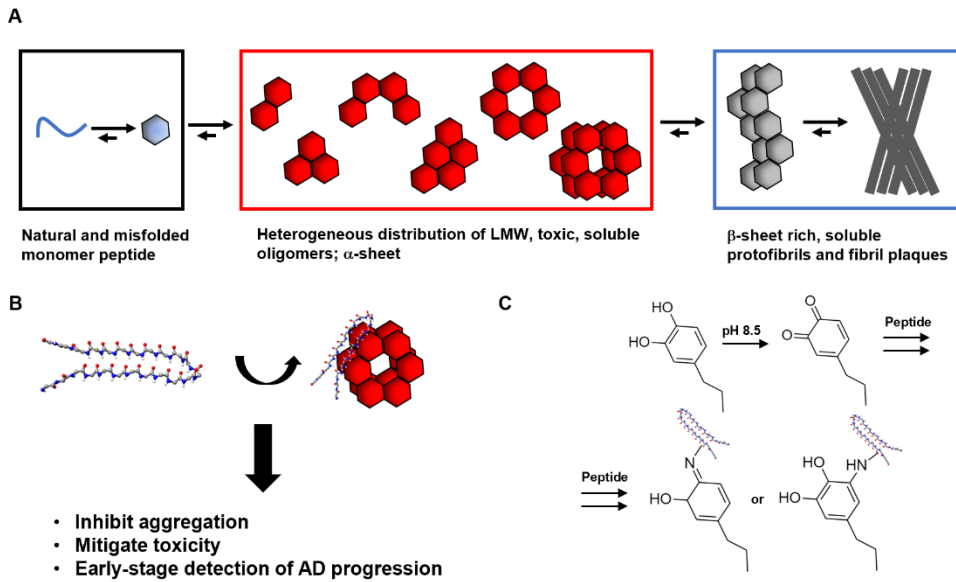 A
Natural and misfolded
monomer peptide
Heterogeneous distribution of LMW, toxic, soluble
oligomers; α-sheet
β-sheet rich, soluble
protofibrils and fibril plaques
B
• Inhibit aggregation
• Mitigate toxicity
• Early-stage detection of AD progression
C
HO
HO
pH 8.5
O
O
Peptide
Peptide
N
HO
or
HO
HN
HO